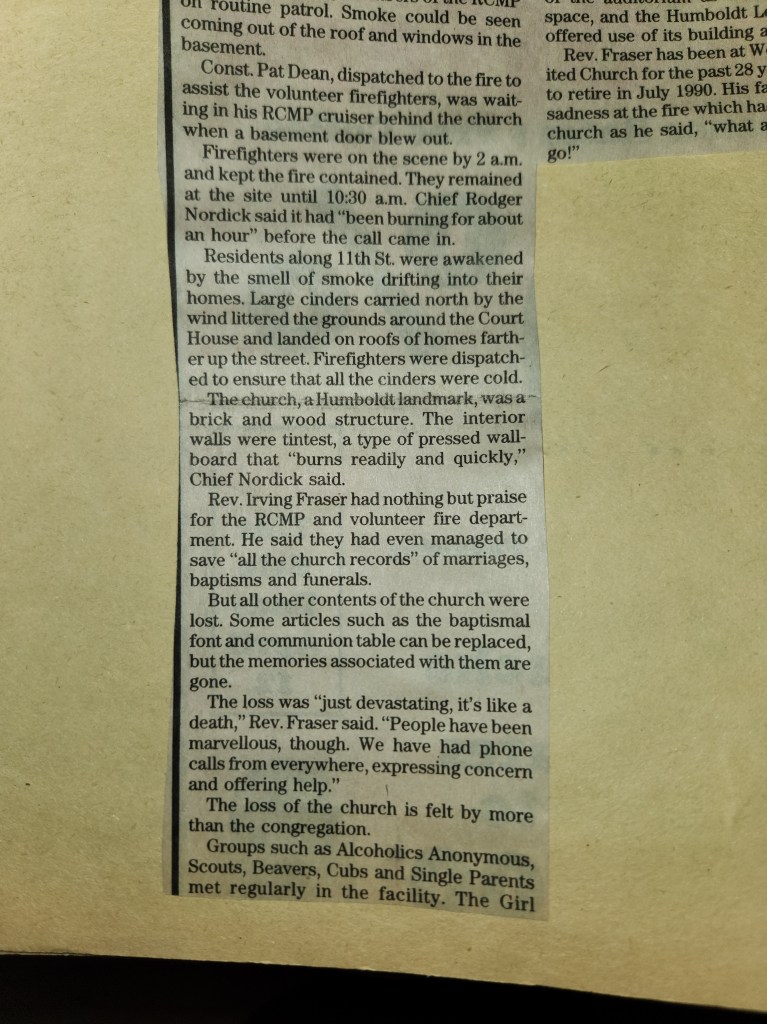 on routine patrol. Smoke could be seen
coming out of the roof and windows in the
basement.
Const. Pat Dean, dispatched to the fire to
assist the volunteer firefighters, was wait-
ing in his RCMP cruiser behind the church
when a basement door blew out.
Firefighters were on the scene by 2 a.m.
and kept the fire contained. They remained
at the site until 10:30 a.m. Chief Rodger
Nordick said it had "been burning for about
an hour" before the call came in.
Residents along 11th St. were awakened
by the smell of smoke drifting into their
homes. Large cinders carried north by the
wind littered the grounds around the Court
House and landed on roofs of homes farth-
er up the street. Firefighters were dispatch-
ed to ensure that all the cinders were cold.
The church, a Humboldt landmark, was a
brick and wood structure. The interior
walls were tintest, a type of pressed wall-
board that "burns readily and quickly,"
Chief Nordick said.
Rev. Irving Fraser had nothing but praise
for the RCMP and volunteer fire depart-
ment. He said they had even managed to
save "all the church records" of marriages,
baptisms and funerals.
But all other contents of the church were
lost. Some articles such as the baptismal
font and communion table can be replaced,
but the memories associated with them are
gone.
The loss was "just devastating, it's like a
death," Rev. Fraser said. "People have been
marvellous, though. We have had phone
calls from everywhere, expressing concern
and offering help."
The loss of the church is felt by more
than the congregation.
Groups such as Alcoholics Anonymous,
Scouts, Beavers, Cubs and Single Parents
met regularly in the facility. The Girl
space, and the Humboldt L
offered use of its building a
Rev. Fraser has been at W
ited Church for the past 28 y
to retire in July 1990. His fa
sadness at the fire which ha
church as he said, "what a
go!"